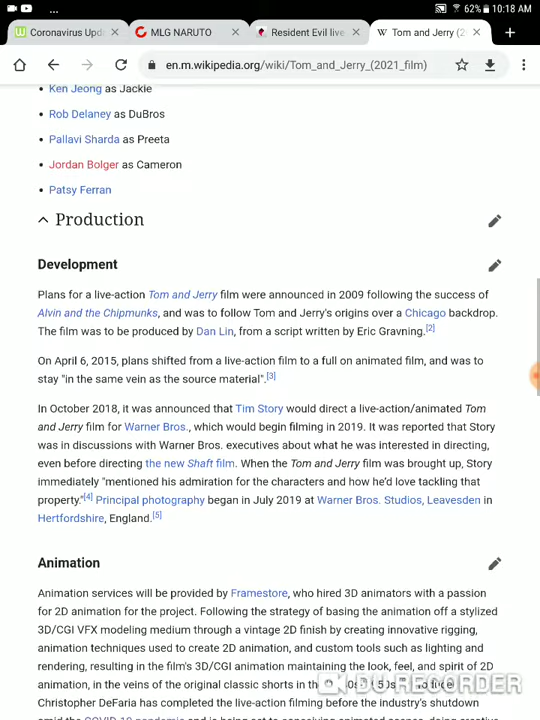 ...
62% 10:18 AM
Coronavirus Upd
MLG NARUTO
Resident Evil live
Tom and Jerry (2
en.m.wikipedia.org/wiki/Tom_and_Jerry_(2021_film)
Ken Jeong as Jackie
Rob Delaney as DuBros
Pallavi Sharda as Preeta
Jordan Bolger as Cameron
Patsy Ferran
Production
Development
Plans for a live-action Tom and Jerry film were announced in 2009 following the success of
Alvin and the Chipmunks, and was to follow Tom and Jerry's origins over a Chicago backdrop.
The film was to be produced by Dan Lin, from a script written by Eric Gravning.[2]
On April 6, 2015, plans shifted from a live-action film to a full on animated film, and was to
stay "in the same vein as the source material".[3]
In October 2018, it was announced that Tim Story would direct a live-action/animated Tom
and Jerry film for Warner Bros., which would begin filming in 2019. It was reported that Story
was in discussions with Warner Bros. executives about what he was interested in directing,
even before directing the new Shaft film. When the Tom and Jerry film was brought up, Story
immediately "mentioned his admiration for the characters and how he'd love tackling that
property."[4] Principal photography began in July 2019 at Warner Bros. Studios, Leavesden in
Hertfordshire, England.[5]
Animation
Animation services will be provided by Framestore, who hired 3D animators with a passion
for 2D animation for the project. Following the strategy of basing the animation off a stylized
3D/CGI VFX modeling medium through a vintage 2D finish by creating innovative rigging,
animation techniques used to create 2D animation, and custom tools such as lighting and
rendering, resulting in the film's 3D/CGI animation maintaining the look, feel, and spirit of 2D
animation, in the veins of the original classic shorts in the
DU RECORDER
Christopher DeFaria has completed the live-action filming before the industry's shutdown
amid the COVID-19 pandemic